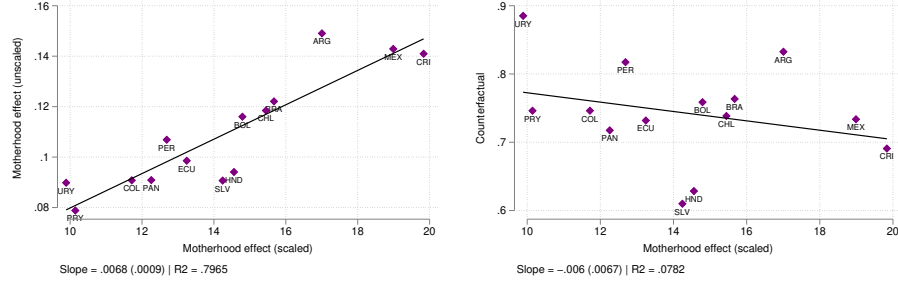 .16
.14
.12
.1
.08
Motherhood effect (unscaled)
ARG
MEX
CRI
BRA
CHL
BOL
PER
ECU
HND
SLV
COL
PAN
URY
PRY
10
12
14
16
18
20
Motherhood effect (scaled)
Slope = .0068 (.0009) | R2 = .7965
.9
.8
.7
.6
Counterfactual
URY
ARG
PER
BRA
BOL
PRY
COL
CHL
MEX
ECU
PAN
CRI
HND
SLV
10
12
14
16
18
20
Motherhood effect (scaled)
Slope = −.006 (.0067) | R2 = .0782